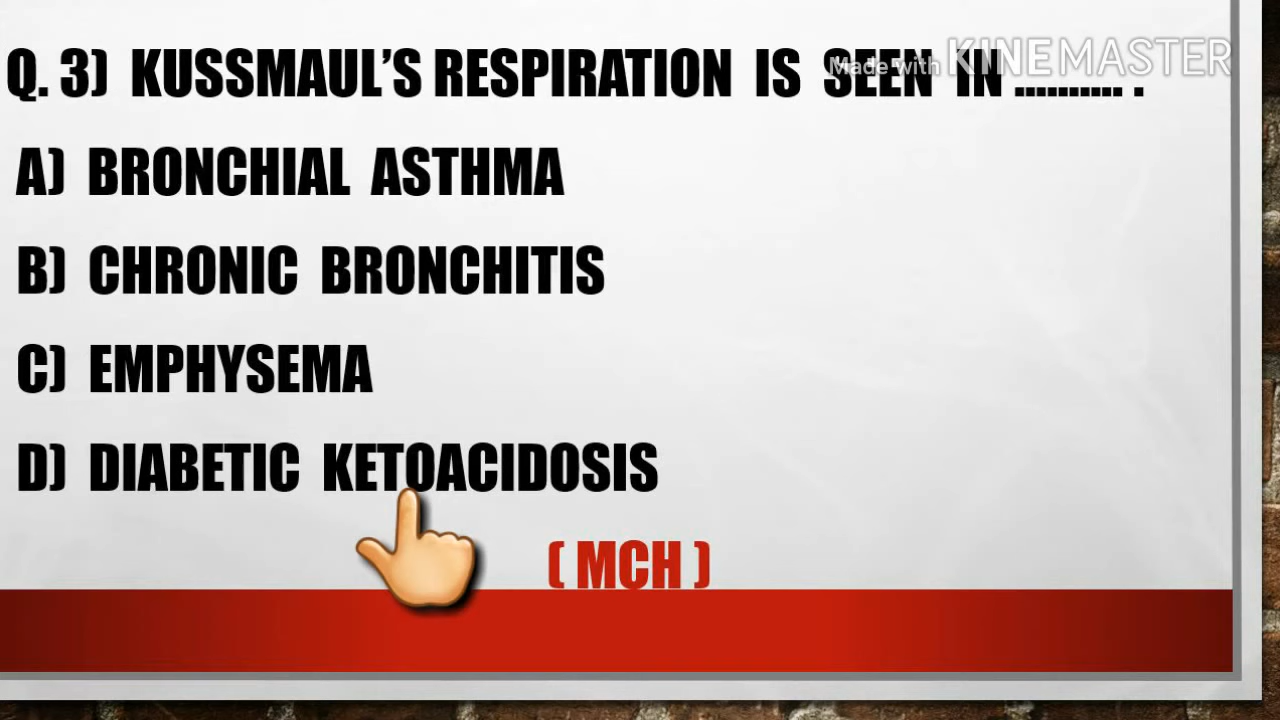 Q. 3) KUSSMAUL'S RESPIRATION IS SEEN IN .......... .
Made with KINEMASTER
A) BRONCHIAL ASTHMA
B) CHRONIC BRONCHITIS
C) EMPHYSEMA
D) DIABETIC KETOACIDOSIS
( MCH )